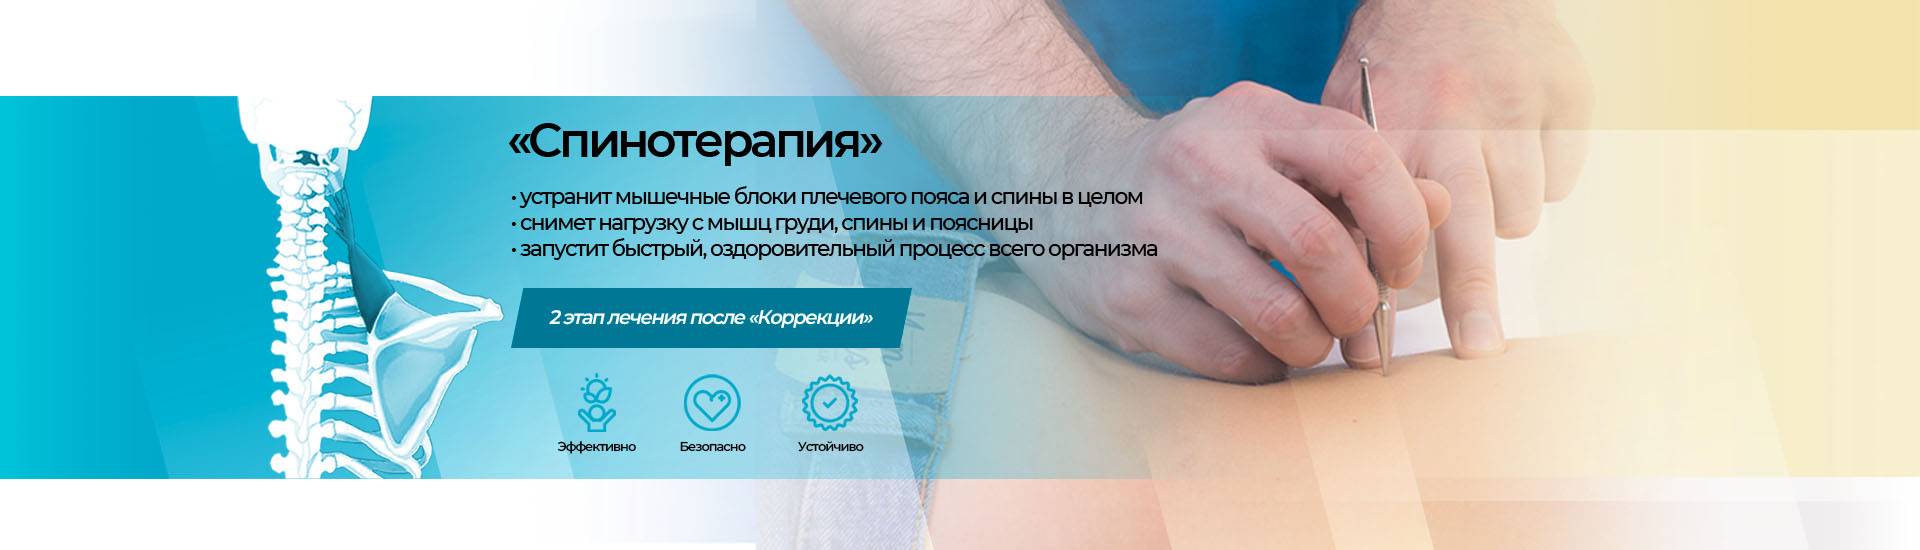 «Спинотерапия»
• устранит мышечные блоки плечевого пояса и спины в целом
• снимет нагрузку с мышц груди, спины и поясницы
• запустит быстрый, оздоровительный процесс всего организма
2 этап лечения после «Коррекции»
Эффективно Безопасно Устойчиво